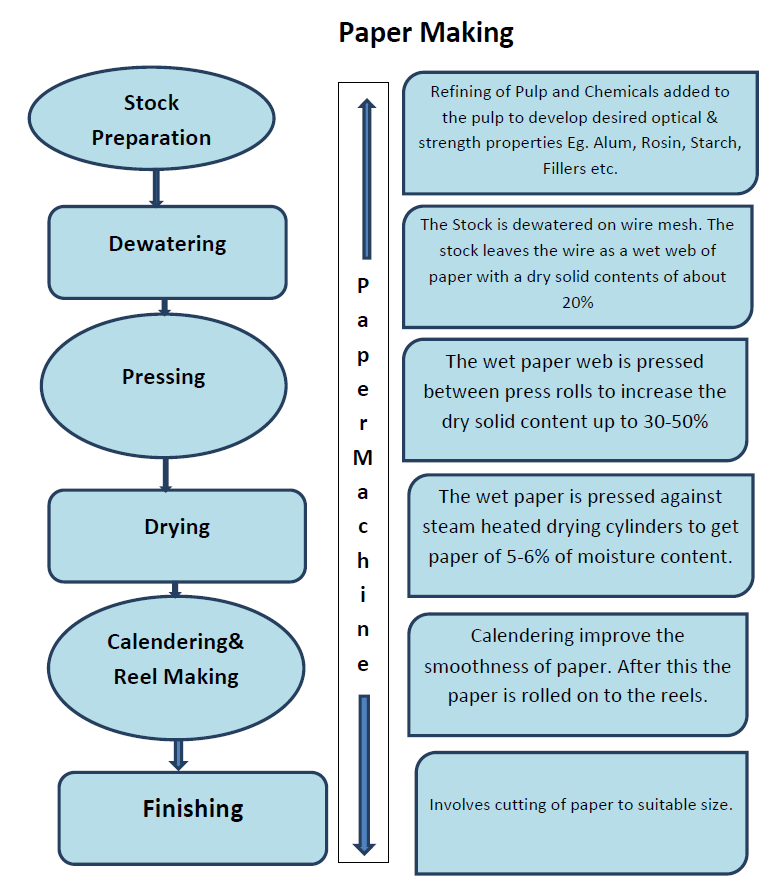 Paper Making
Stock
Preparation
Refining of Pulp and Chemicals added to
the pulp to develop desired optical &
strength properties Eg. Alum, Rosin, Starch,
Fillers etc.
Dewatering
The Stock is dewatered on wire mesh. The
stock leaves the wire as a wet web of
paper with a dry solid contents of about
20%
Pressing
The wet paper web is pressed
between press rolls to increase the
dry solid content up to 30-50%
Drying
The wet paper is pressed against
steam heated drying cylinders to get
paper of 5-6% of moisture content.
Calendering&
Reel Making
Calendering improve the
smoothness of paper. After this the
paper is rolled on to the reels.
Finishing
Involves cutting of paper to suitable size.
P
a
p
e
r
M
a
c
h
i
n
e